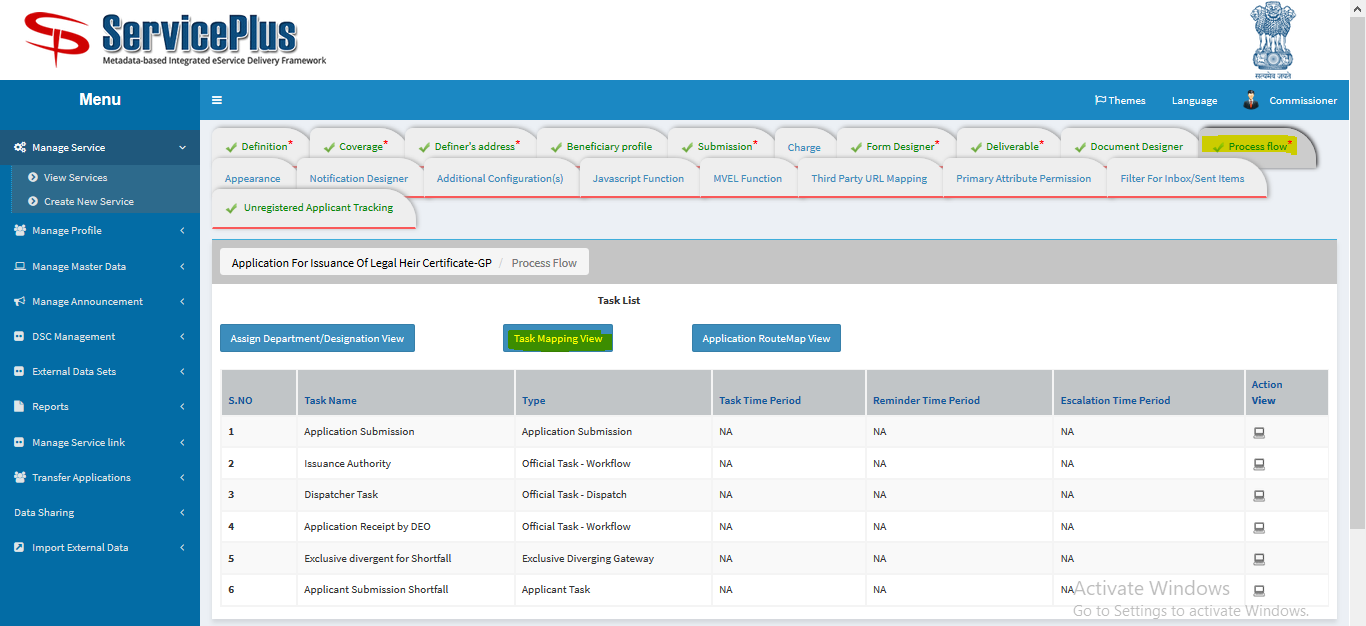 ServicePlus
Metadata-based Integrated eService Delivery Framework
सत्यमेव जयते
Menu
Themes Language Commissioner
Manage Service
View Services
Create New Service
Manage Profile
Manage Master Data
Manage Announcement
DSC Management
External Data Sets
Reports
Manage Service link
Transfer Applications
Data Sharing
Import External Data
Definition* Coverage* Definer's address* Beneficiary profile Submission* Charge Form Designer* Deliverable* Document Designer Process flow*
Appearance Notification Designer Additional Configuration(s) Javascript Function MVEL Function Third Party URL Mapping Primary Attribute Permission Filter For Inbox/Sent Items
Unregistered Applicant Tracking
Application For Issuance Of Legal Heir Certificate-GP / Process Flow
Task List
Assign Department/Designation View Task Mapping View Application RouteMap View
S.NO Task Name Type Task Time Period Reminder Time Period Escalation Time Period Action View
1 Application Submission Application Submission NA NA NA
2 Issuance Authority Official Task - Workflow NA NA NA
3 Dispatcher Task Official Task - Dispatch NA NA NA
4 Application Receipt by DEO Official Task - Workflow NA NA NA
5 Exclusive divergent for Shortfall Exclusive Diverging Gateway NA NA NA
6 Applicant Submission Shortfall Applicant Task NA NA NA
Activate Windows
Go to Settings to activate Windows.